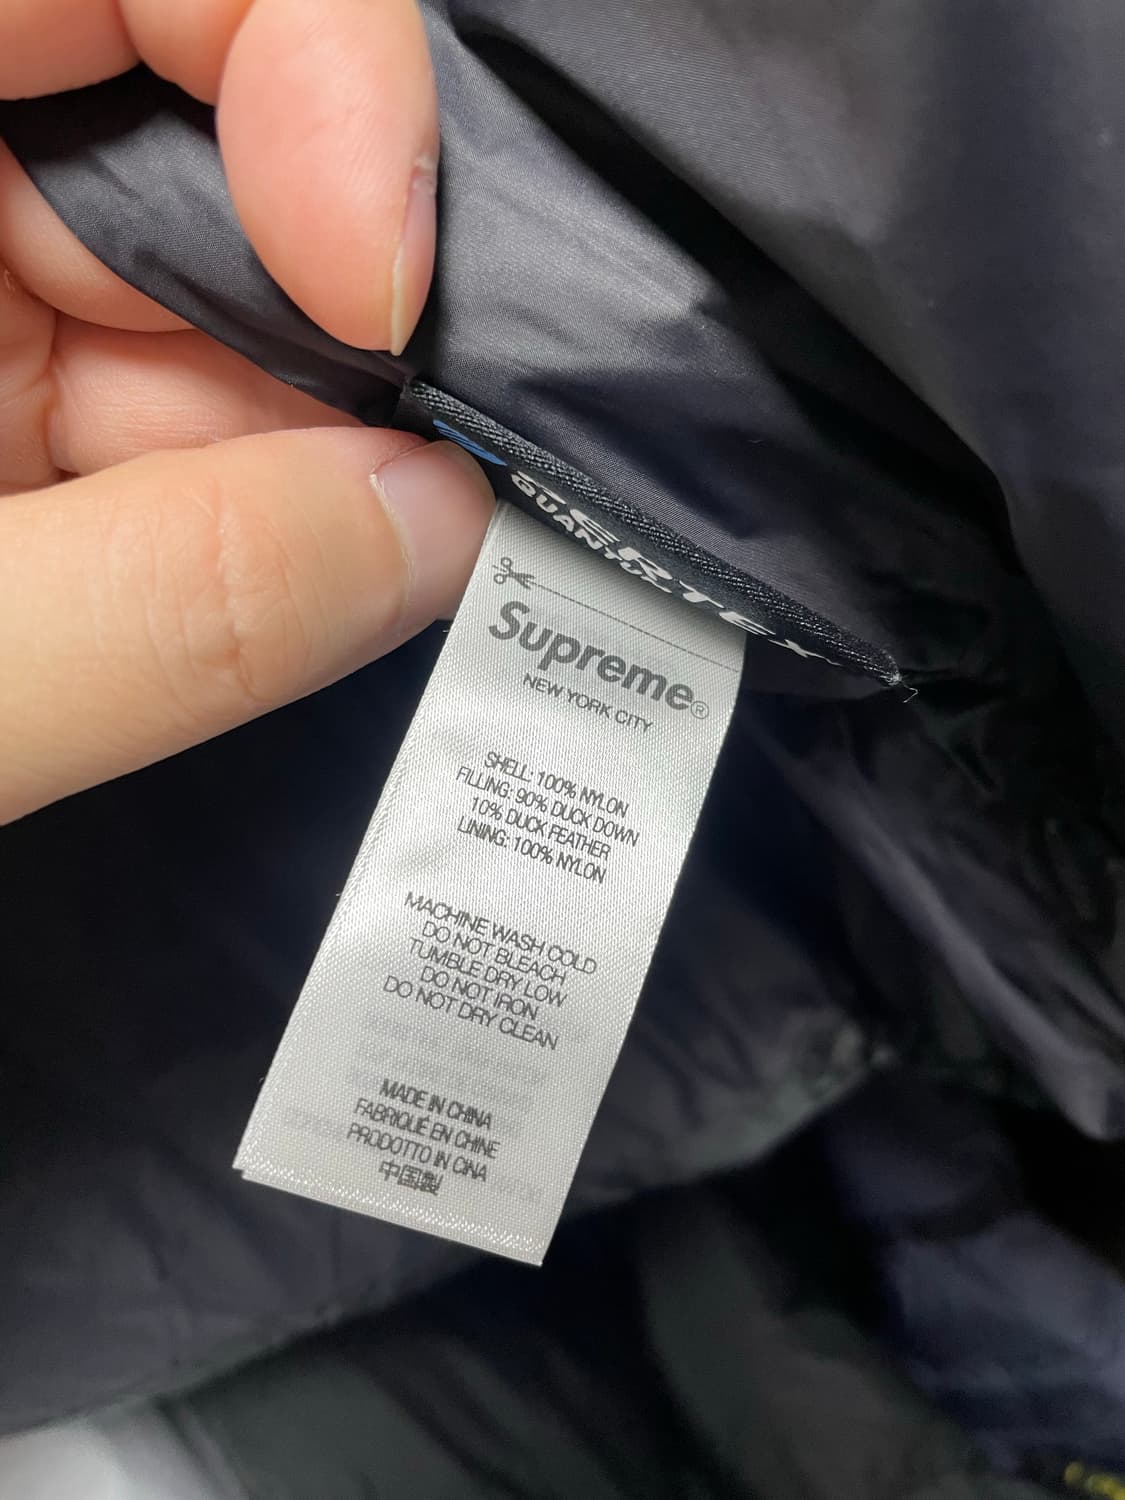 PERTEX
QUANTUM
Supreme®
NEW YORK CITY
SHELL: 100% NYLON
FILLING: 90% DUCK DOWN
10% DUCK FEATHER
LINING: 100% NYLON
MACHINE WASH COLD
DO NOT BLEACH
TUMBLE DRY LOW
DO NOT IRON
DO NOT DRY CLEAN
MADE IN CHINA
FABRIQUÉ EN CHINE
PRODOTTO IN CINA
中国製